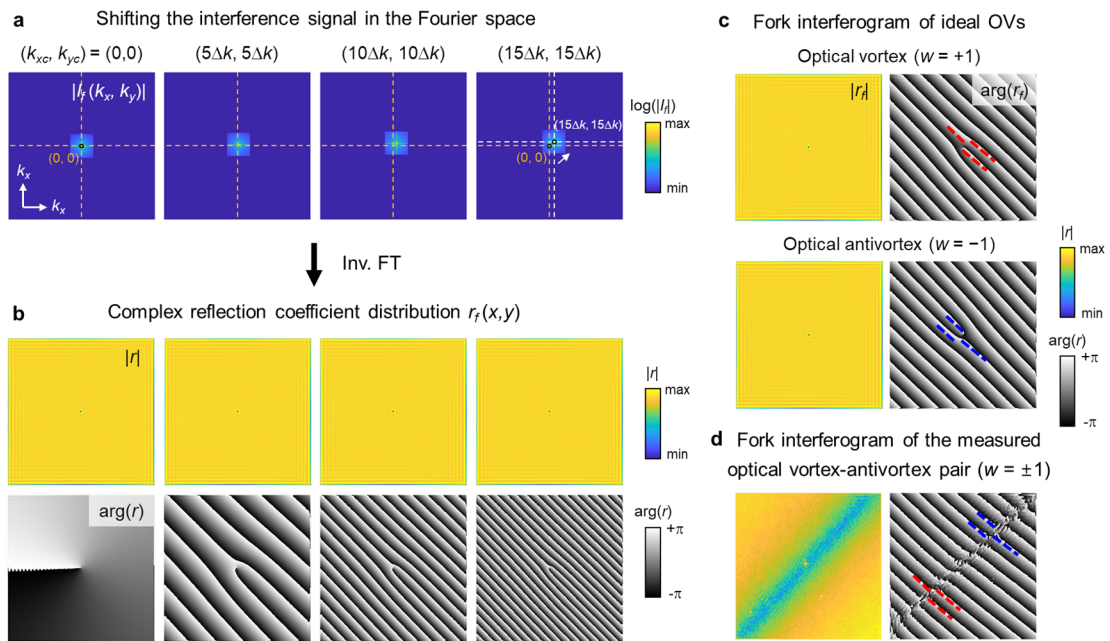 a Shifting the interference signal in the Fourier space
(kxc, kyc) = (0,0)
(5Δk, 5Δk)
(10Δk, 10Δk)
(15Δk, 15Δk)
|If (kx, ky)|
(0, 0)
kx
kx
(15Δk, 15Δk)
(0, 0)
log(|If|)
max
min
Inv. FT
b Complex reflection coefficient distribution rf (x,y)
|r|
|r|
max
min
arg(r)
arg(r)
+π
-π
c Fork interferogram of ideal OVs
Optical vortex (w = +1)
|rf|
arg(rf)
Optical antivortex (w = −1)
|r|
max
min
arg(r)
+π
-π
d Fork interferogram of the measured
optical vortex-antivortex pair (w = ±1)